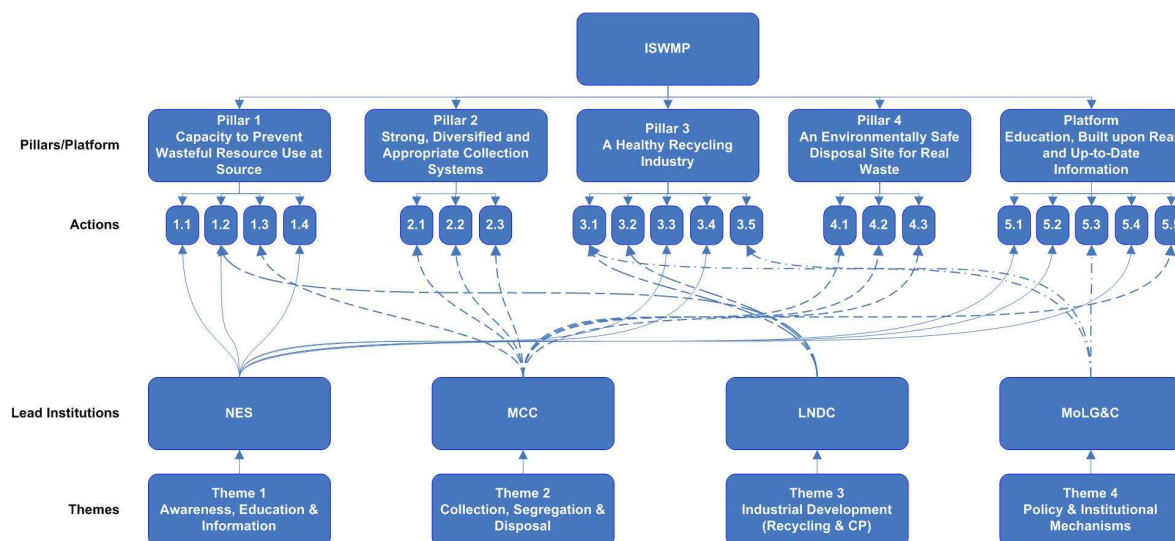 ISWMP
Pillars/Platform
Pillar 1
Capacity to Prevent
Wasteful Resource Use at
Source
Pillar 2
Strong, Diversified and
Appropriate Collection
Systems
Pillar 3
A Healthy Recycling
Industry
Pillar 4
An Environmentally Safe
Disposal Site for Real
Waste
Platform
Education, Built upon Real
and Up-to-Date
Information
Actions
1.1 1.2 1.3 1.4 2.1 2.2 2.3 3.1 3.2 3.3 3.4 3.5 4.1 4.2 4.3 5.1 5.2 5.3 5.4 5.5
Lead Institutions
NES
MCC
LNDC
MoLG&C
Themes
Theme 1
Awareness, Education &
Information
Theme 2
Collection, Segregation &
Disposal
Theme 3
Industrial Development
(Recycling & CP)
Theme 4
Policy & Institutional
Mechanisms